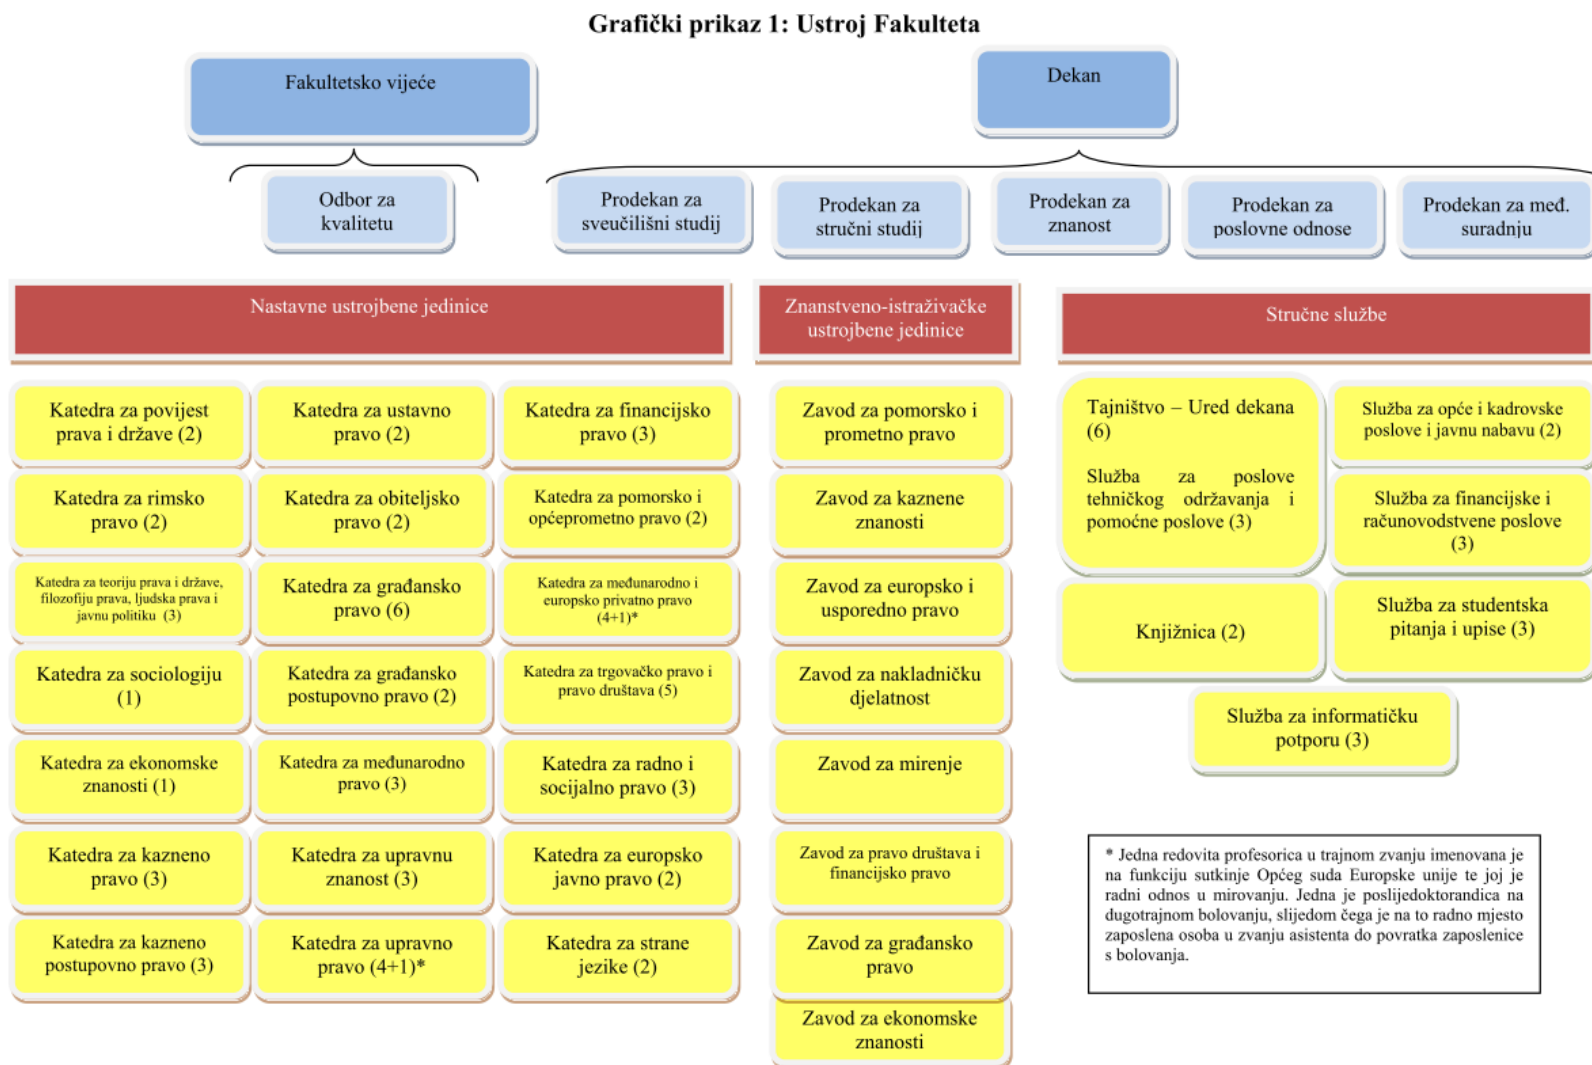 Grafički prikaz 1: Ustroj Fakulteta
Fakultetsko vijeće
Dekan
Odbor za
kvalitetu
Prodekan za
sveučilišni studij
Prodekan za
stručni studij
Prodekan za
znanost
Prodekan za
poslovne odnose
Prodekan za međ.
suradnju
Nastavne ustrojbene jedinice
Znanstveno-istraživačke
ustrojbene jedinice
Stručne službe
Katedra za povijest
prava i države (2)
Katedra za ustavno
pravo (2)
Katedra za financijsko
pravo (3)
Katedra za rimsko
pravo (2)
Katedra za obiteljsko
pravo (2)
Katedra za pomorsko i
općeprometno pravo (2)
Katedra za teoriju prava i države,
filozofiju prava, ljudska prava i
javnu politiku (3)
Katedra za građansko
pravo (6)
Katedra za međunarodno i
europsko privatno pravo
(4+1)*
Katedra za sociologiju
(1)
Katedra za građansko
postupovno pravo (2)
Katedra za trgovačko pravo i
pravo društava (5)
Katedra za ekonomske
znanosti (1)
Katedra za međunarodno
pravo (3)
Katedra za radno i
socijalno pravo (3)
Katedra za kazneno
pravo (3)
Katedra za upravnu
znanost (3)
Katedra za europsko
javno pravo (2)
Katedra za kazneno
postupovno pravo (3)
Katedra za upravno
pravo (4+1)*
Katedra za strane
jezike (2)
Zavod za pomorsko i
prometno pravo
Zavod za kaznene
znanosti
Zavod za europsko i
usporedno pravo
Zavod za nakladničku
djelatnost
Zavod za mirenje
Zavod za pravo društava i
financijsko pravo
Zavod za građansko
pravo
Zavod za ekonomske
znanosti
Tajništvo – Ured dekana
(6)
Služba za poslove
tehničkog održavanja i
pomoćne poslove (3)
Služba za opće i kadrovske
poslove i javnu nabavu (2)
Služba za financijske i
računovodstvene poslove
(3)
Knjižnica (2)
Služba za studentska
pitanja i upise (3)
Služba za informatičku
potporu (3)
* Jedna redovita profesorica u trajnom zvanju imenovana je
na funkciju sutkinje Općeg suda Europske unije te joj je
radni odnos u mirovanju. Jedna je poslijedoktorandica na
dugotrajnom bolovanju, slijedom čega je na to radno mjesto
zaposlena osoba u zvanju asistenta do povratka zaposlenice
s bolovanja.